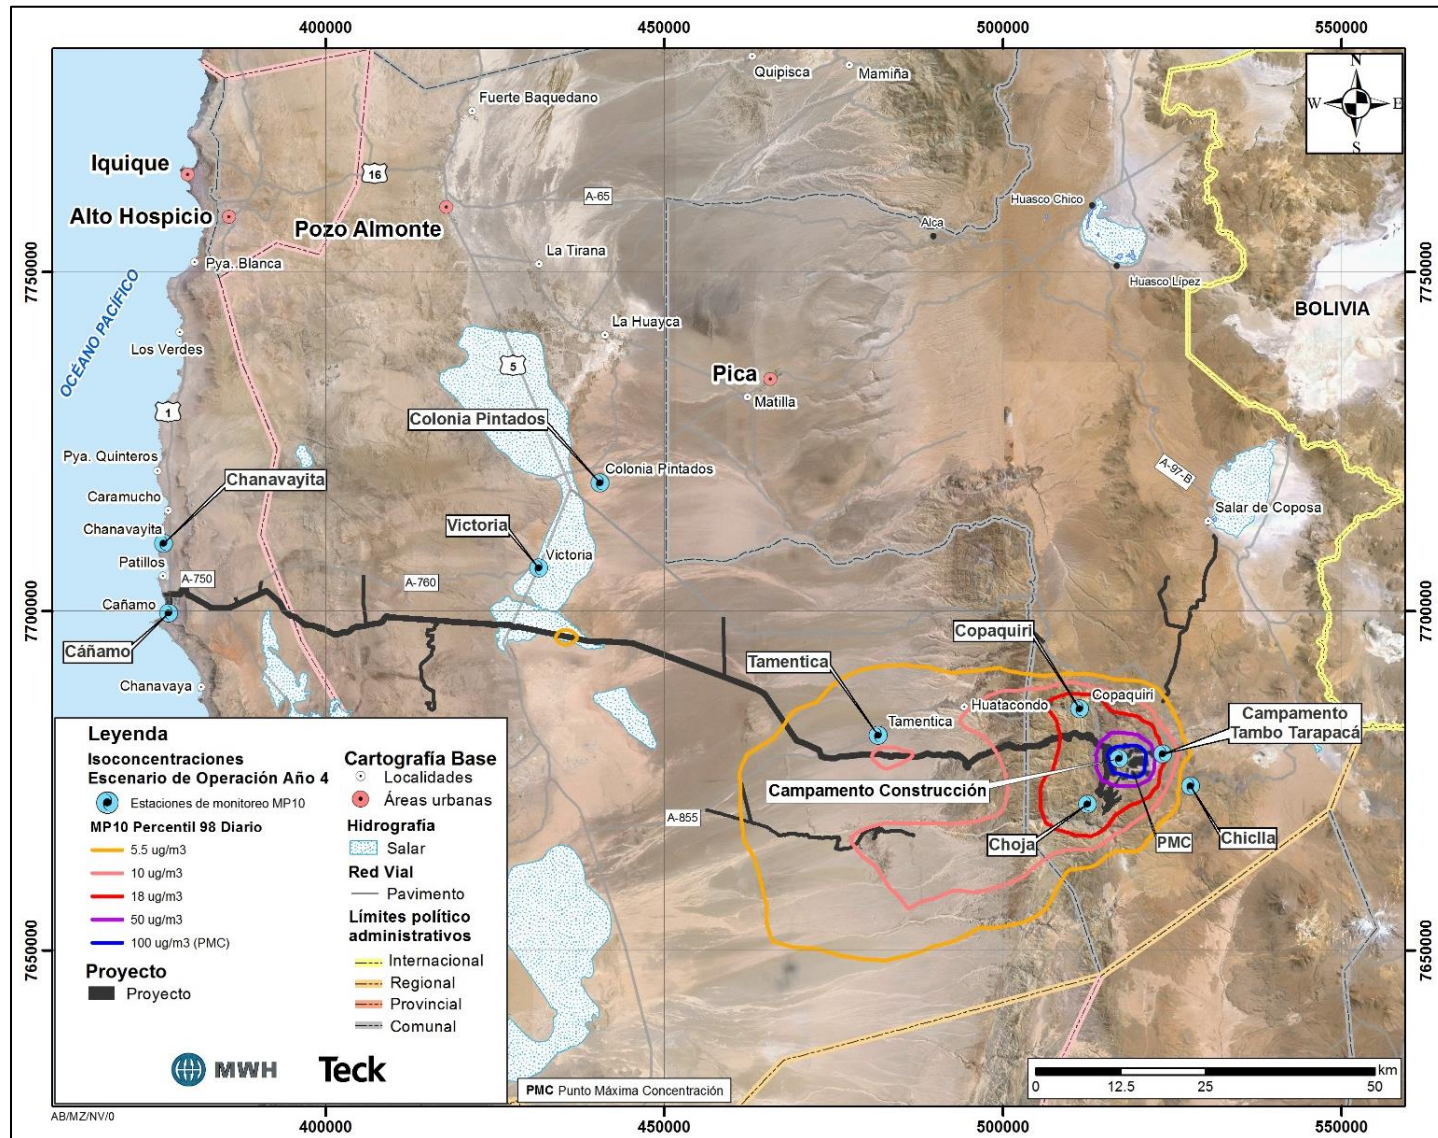 400000
450000
500000
550000
N
W
E
S
Quipisca
Mamiña
Fuerte Baquedano
Iquique
16
A-65
Alto Hospicio
Pozo Almonte
Huasco Chico
Alca
La Tirana
Pya. Blanca
7750000
7750000
Huasco Lípez
BOLIVIA
OCÉANO PACÍFICO
La Huayca
Los Verdes
5
Pica
Matilla
1
Colonia Pintados
Pya. Quinteros
Colonia Pintados
A-97-B
Chanavayita
Caramucho
Salar de Coposa
Chanavayita
Victoria
Victoria
Patillos
A-750
A-760
Cañamo
7700000
7700000
Cáñamo
Copaquiri
Tamentica
Chanavaya
Copaquiri
Huatacondo
Tamentica
Campamento
Tambo Tarapacá
Campamento Construcción
A-855
Choja
PMC
Chiclla
7650000
7650000
Leyenda
Isoconcentraciones
Escenario de Operación Año 4
Estaciones de monitoreo MP10
MP10 Percentil 98 Diario
5.5 ug/m3
10 ug/m3
18 ug/m3
50 ug/m3
100 ug/m3 (PMC)
Proyecto
Proyecto
Cartografía Base
Localidades
Áreas urbanas
Hidrografía
Salar
Red Vial
Pavimento
Límites político
administrativos
Internacional
Regional
Provincial
Comunal
MWH
Teck
PMC Punto Máxima Concentración
km
0
12.5
25
50
AB/MZ/NV/0
400000
450000
500000
550000